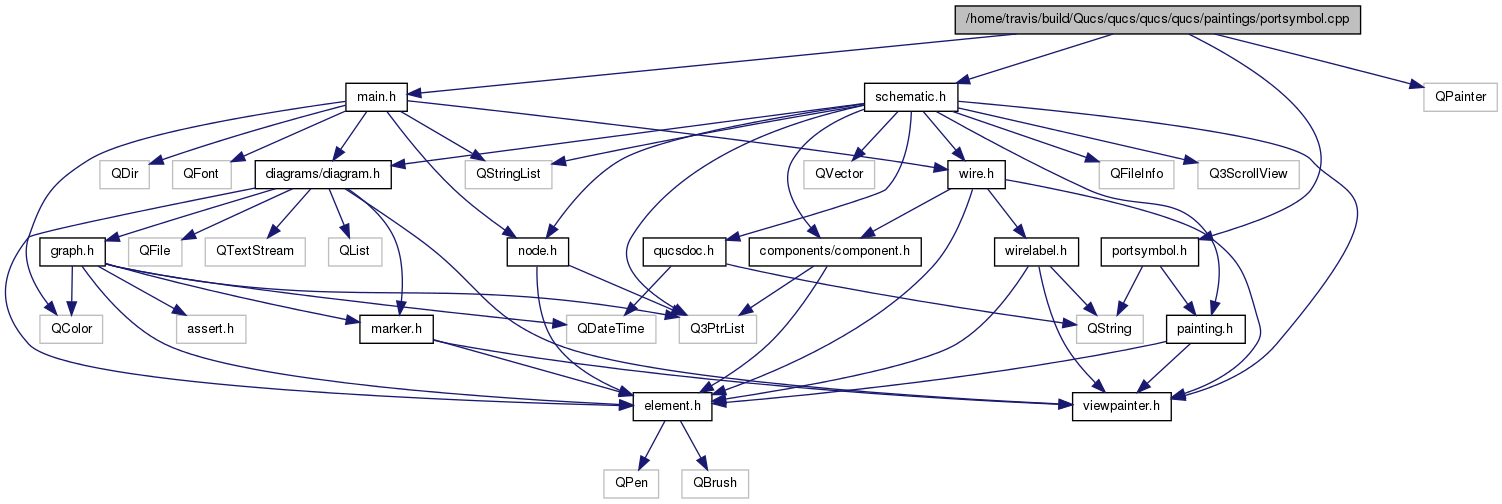 /home/travis/build/Qucs/qucs/qucs/qucs/paintings/portsymbol.cpp
main.h
schematic.h
QPainter
QDir
QFont
diagrams/diagram.h
QStringList
QVector
wire.h
QFileInfo
Q3ScrollView
graph.h
QFile
QTextStream
QList
node.h
qucsdoc.h
components/component.h
wirelabel.h
portsymbol.h
QColor
assert.h
marker.h
QDateTime
Q3PtrList
QString
painting.h
element.h
viewpainter.h
QPen
QBrush